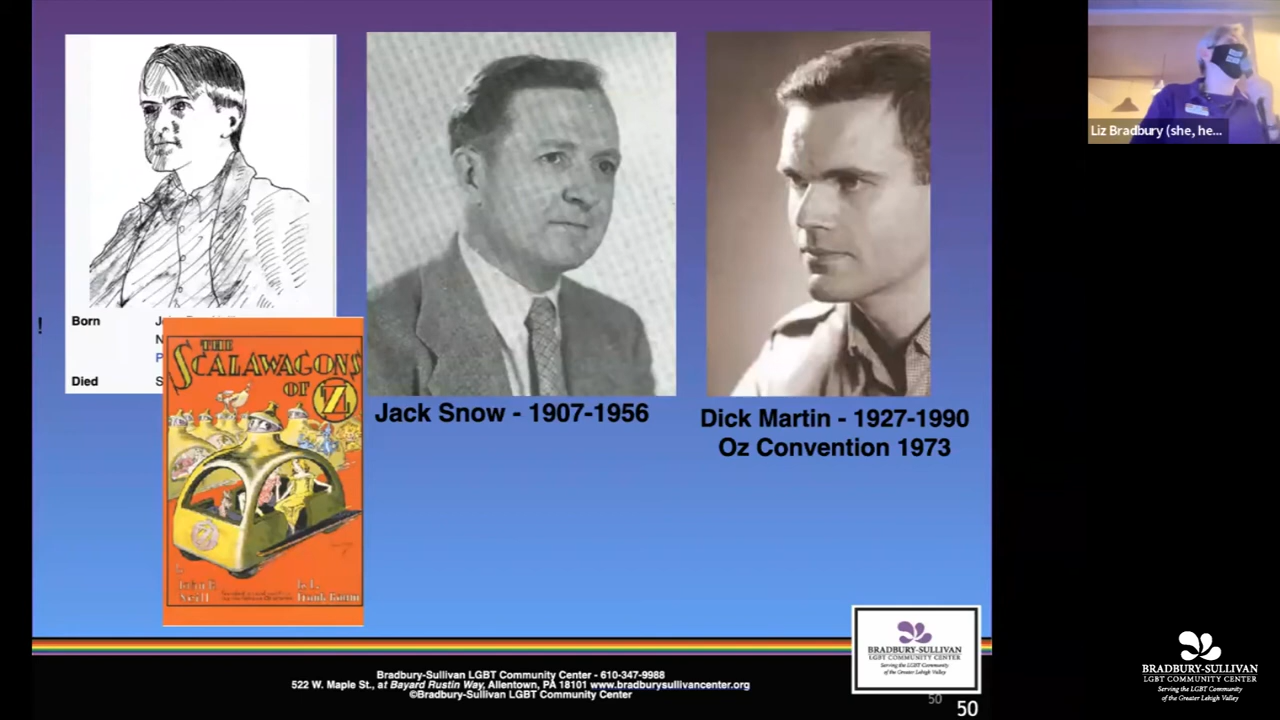 Liz Bradbury (she, he...
!
Born
Died
THE
SCALAWAGONS
OF OZ
John R.
Neill
Jack Snow - 1907-1956
Dick Martin - 1927-1990
Oz Convention 1973
BRADBURY-SULLIVAN
LGBT COMMUNITY CENTER
Serving the LGBT Community
of the Greater Lehigh Valley
Bradbury-Sullivan LGBT Community Center - 610-347-9988
522 W. Maple St., at Bayard Rustin Way, Allentown, PA 18101 www.bradburysullivancenter.org
©Bradbury-Sullivan LGBT Community Center
50
50
BRADBURY-SULLIVAN
LGBT COMMUNITY CENTER
Serving the LGBT Community
of the Greater Lehigh Valley